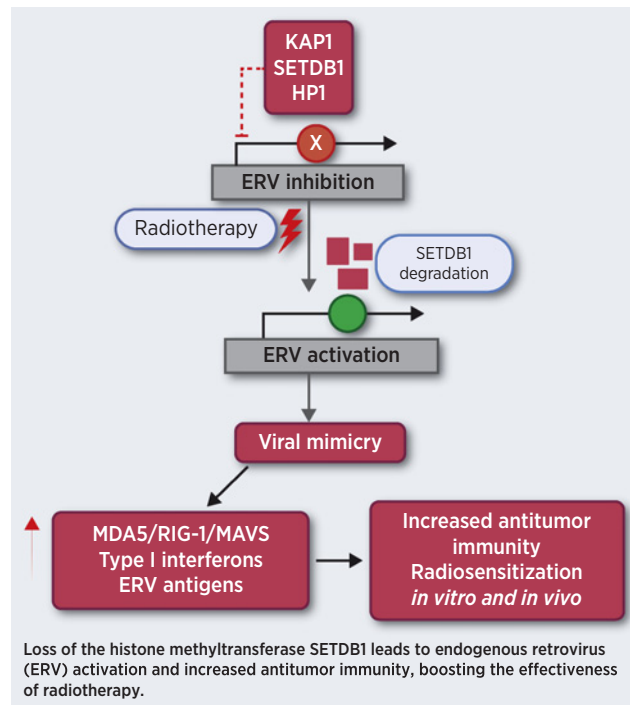 KAP1
SETDB1
HP1
X
ERV inhibition
Radiotherapy
SETDB1
degradation
ERV activation
Viral mimicry
MDA5/RIG-1/MAVS
Type I interferons
ERV antigens
Increased antitumor
immunity
Radiosensitization
in vitro and in vivo
Loss of the histone methyltransferase SETDB1 leads to endogenous retrovirus
(ERV) activation and increased antitumor immunity, boosting the effectiveness
of radiotherapy.